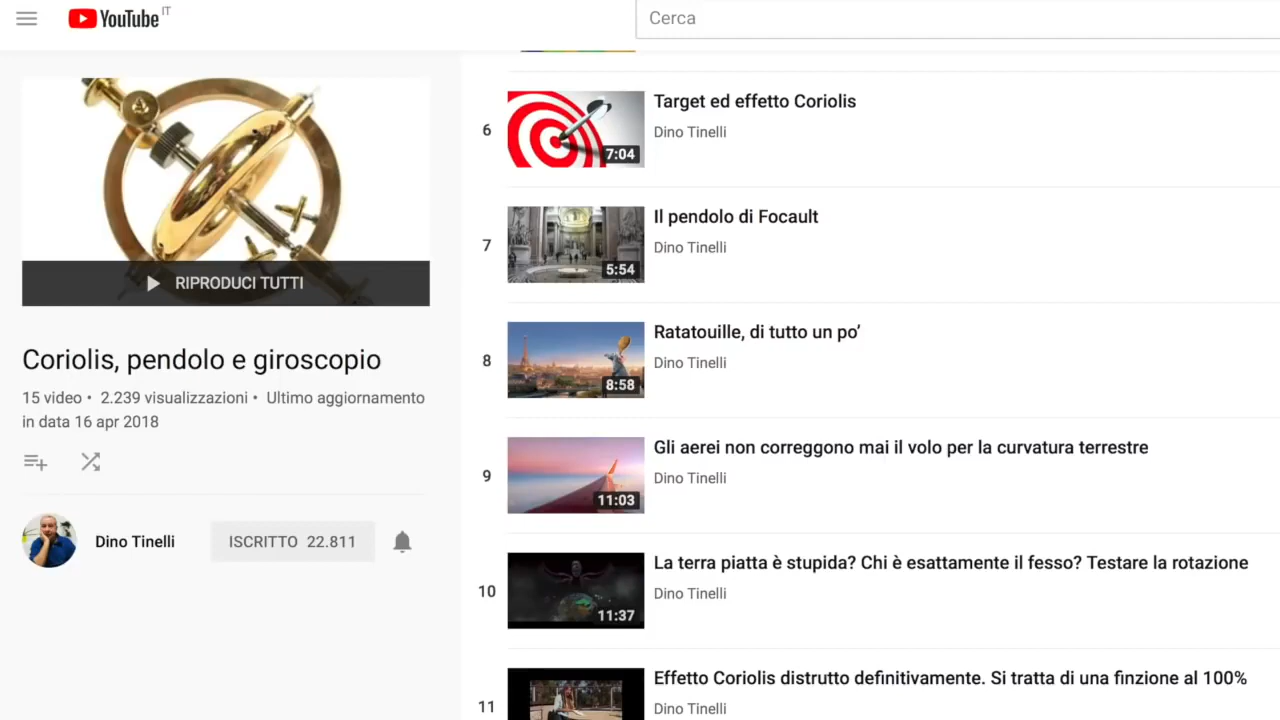 YouTube IT
Cerca
RIPRODUCI TUTTI
Coriolis, pendolo e giroscopio
15 video • 2.239 visualizzazioni • Ultimo aggiornamento
in data 16 apr 2018
Dino Tinelli
ISCRITTO 22.811
6
7:04
Target ed effetto Coriolis
Dino Tinelli
7
5:54
Il pendolo di Focault
Dino Tinelli
8
8:58
Ratatouille, di tutto un po’
Dino Tinelli
9
11:03
Gli aerei non correggono mai il volo per la curvatura terrestre
Dino Tinelli
10
11:37
La terra piatta è stupida? Chi è esattamente il fesso? Testare la rotazione
Dino Tinelli
11
Effetto Coriolis distrutto definitivamente. Si tratta di una finzione al 100%
Dino Tinelli